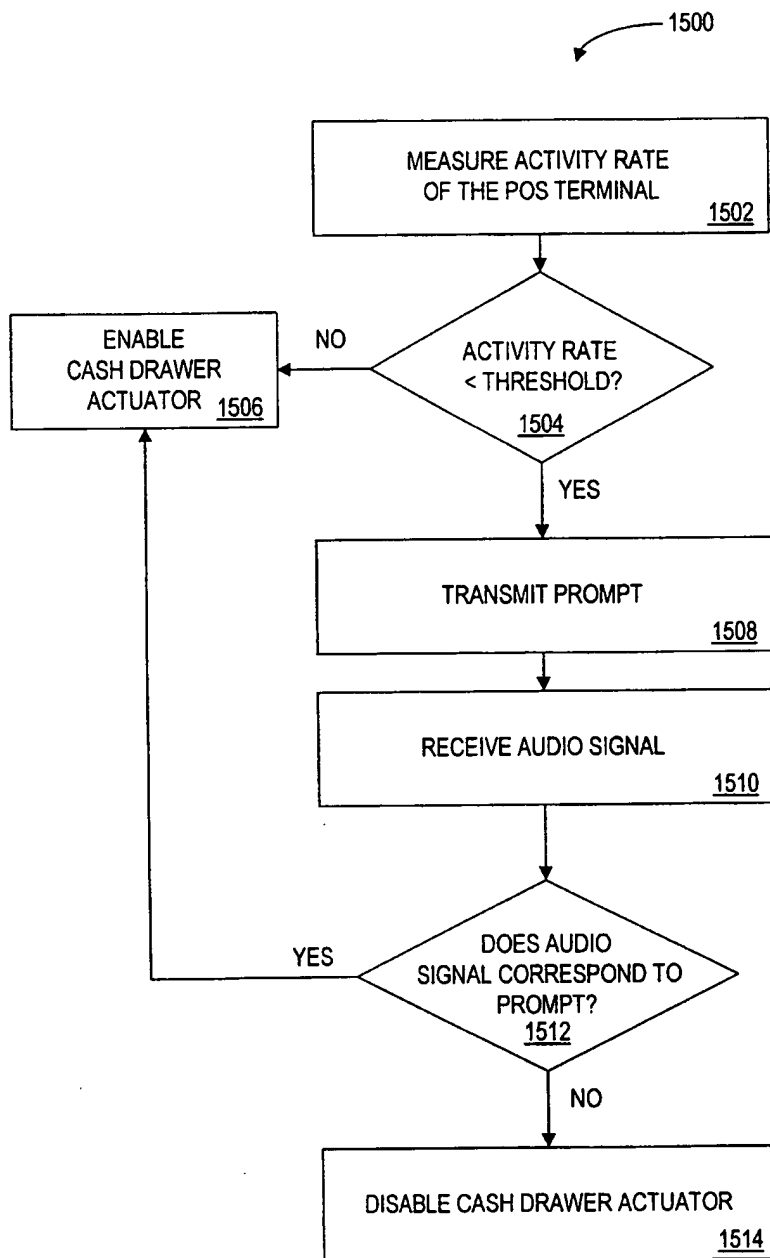 1500
MEASURE ACTIVITY RATE
OF THE POS TERMINAL
1502
ENABLE
CASH DRAWER
ACTUATOR
1506
NO
ACTIVITY RATE
< THRESHOLD?
1504
YES
TRANSMIT PROMPT
1508
RECEIVE AUDIO SIGNAL
1510
YES
DOES AUDIO
SIGNAL CORRESPOND TO
PROMPT?
1512
NO
DISABLE CASH DRAWER ACTUATOR
1514